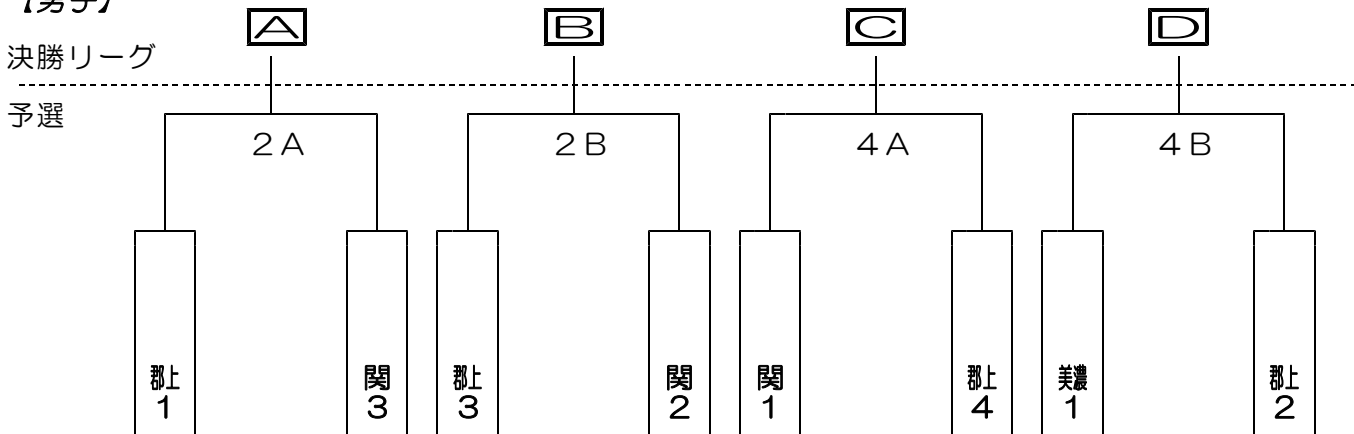 【男子】
A B C D
決勝リーグ
予選
2A 2B 4A 4B
郡上1 関3 郡上3 関2 関1 郡上4 美濃1 郡上2